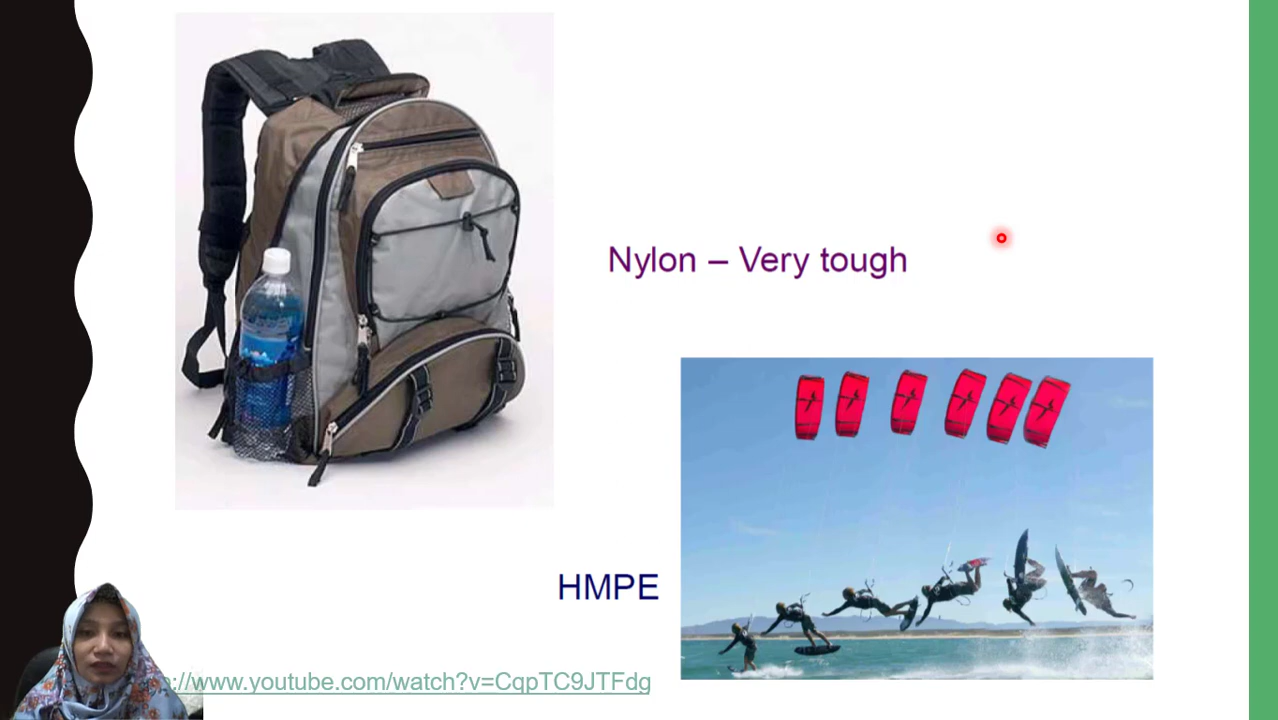 Nylon – Very tough
HMPE
://www.youtube.com/watch?v=CqpTC9JTFdg